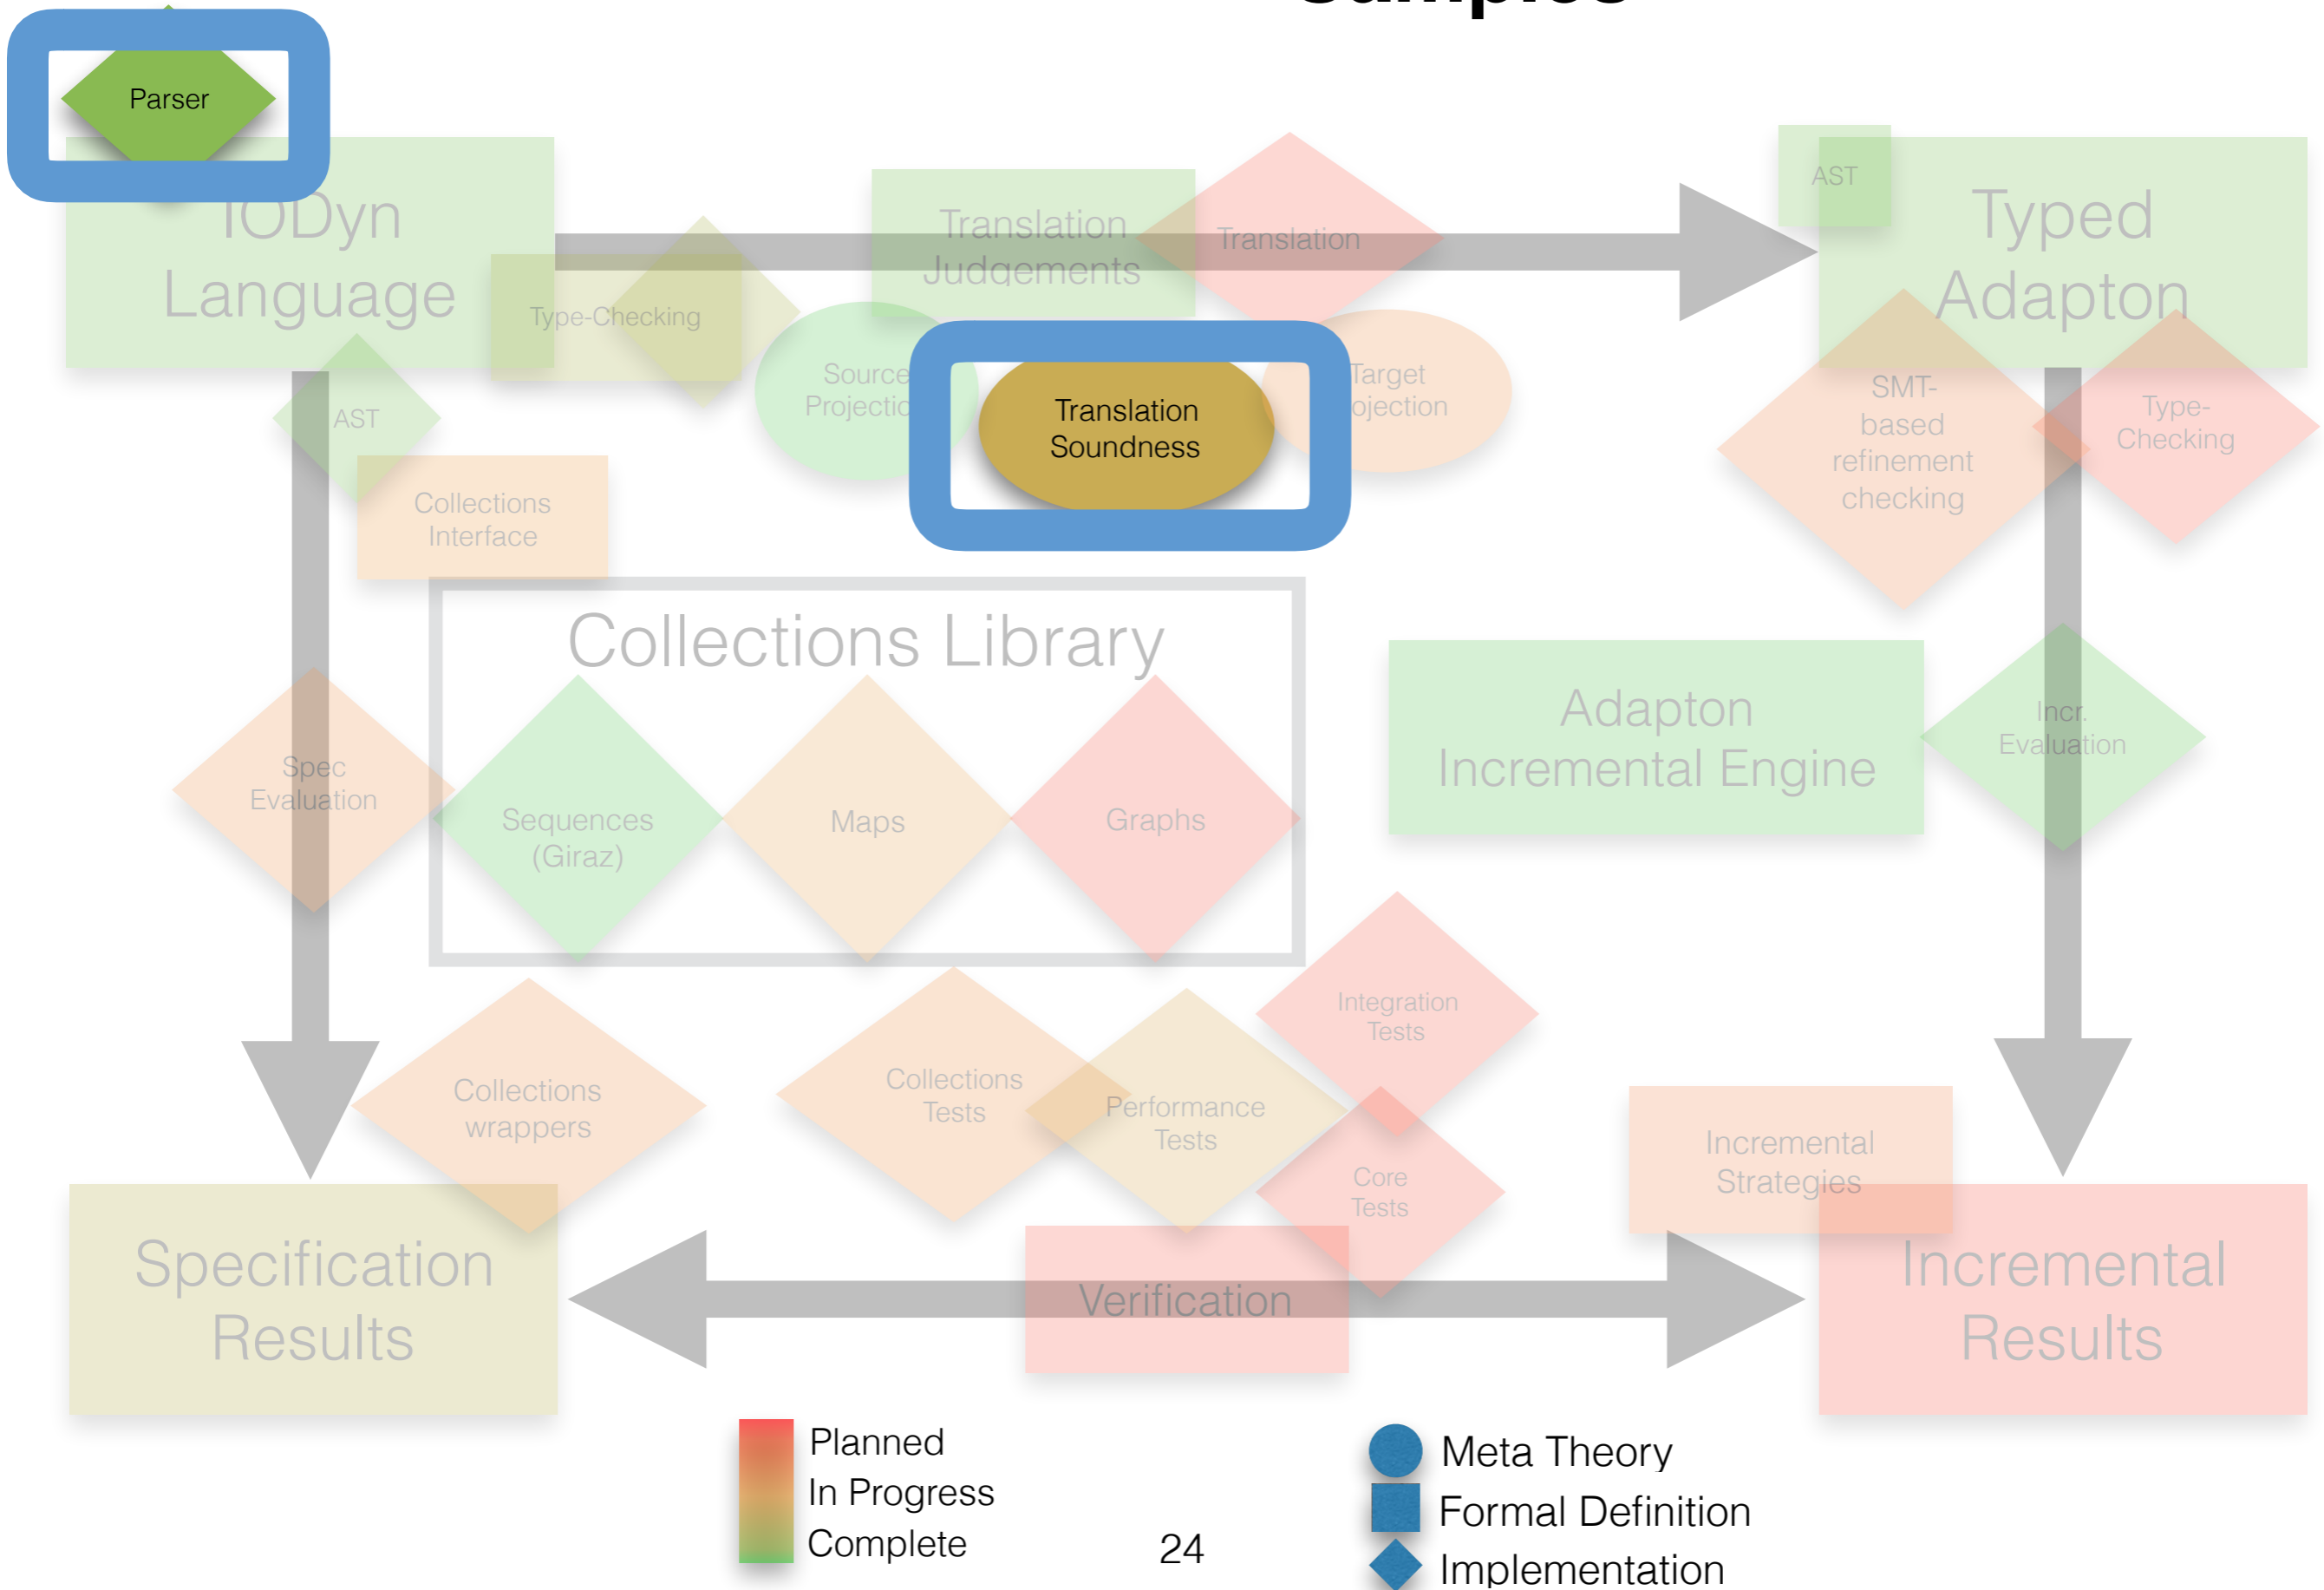 Samples
Parser
IODyn
Language
Type-Checking
AST
Translation
Judgements
Translation
AST
Typed
Adapton
Source
Projection
Translation
Soundness
Target
Projection
SMT-
based
refinement
checking
Type-
Checking
Collections
Interface
Collections Library
Spec
Evaluation
Sequences
(Giraz)
Maps
Graphs
Adapton
Incremental Engine
Incr.
Evaluation
Collections
wrappers
Collections
Tests
Performance
Tests
Integration
Tests
Core
Tests
Incremental
Strategies
Specification
Results
Verification
Incremental
Results
Planned
In Progress
Complete
24
Meta Theory
Formal Definition
Implementation